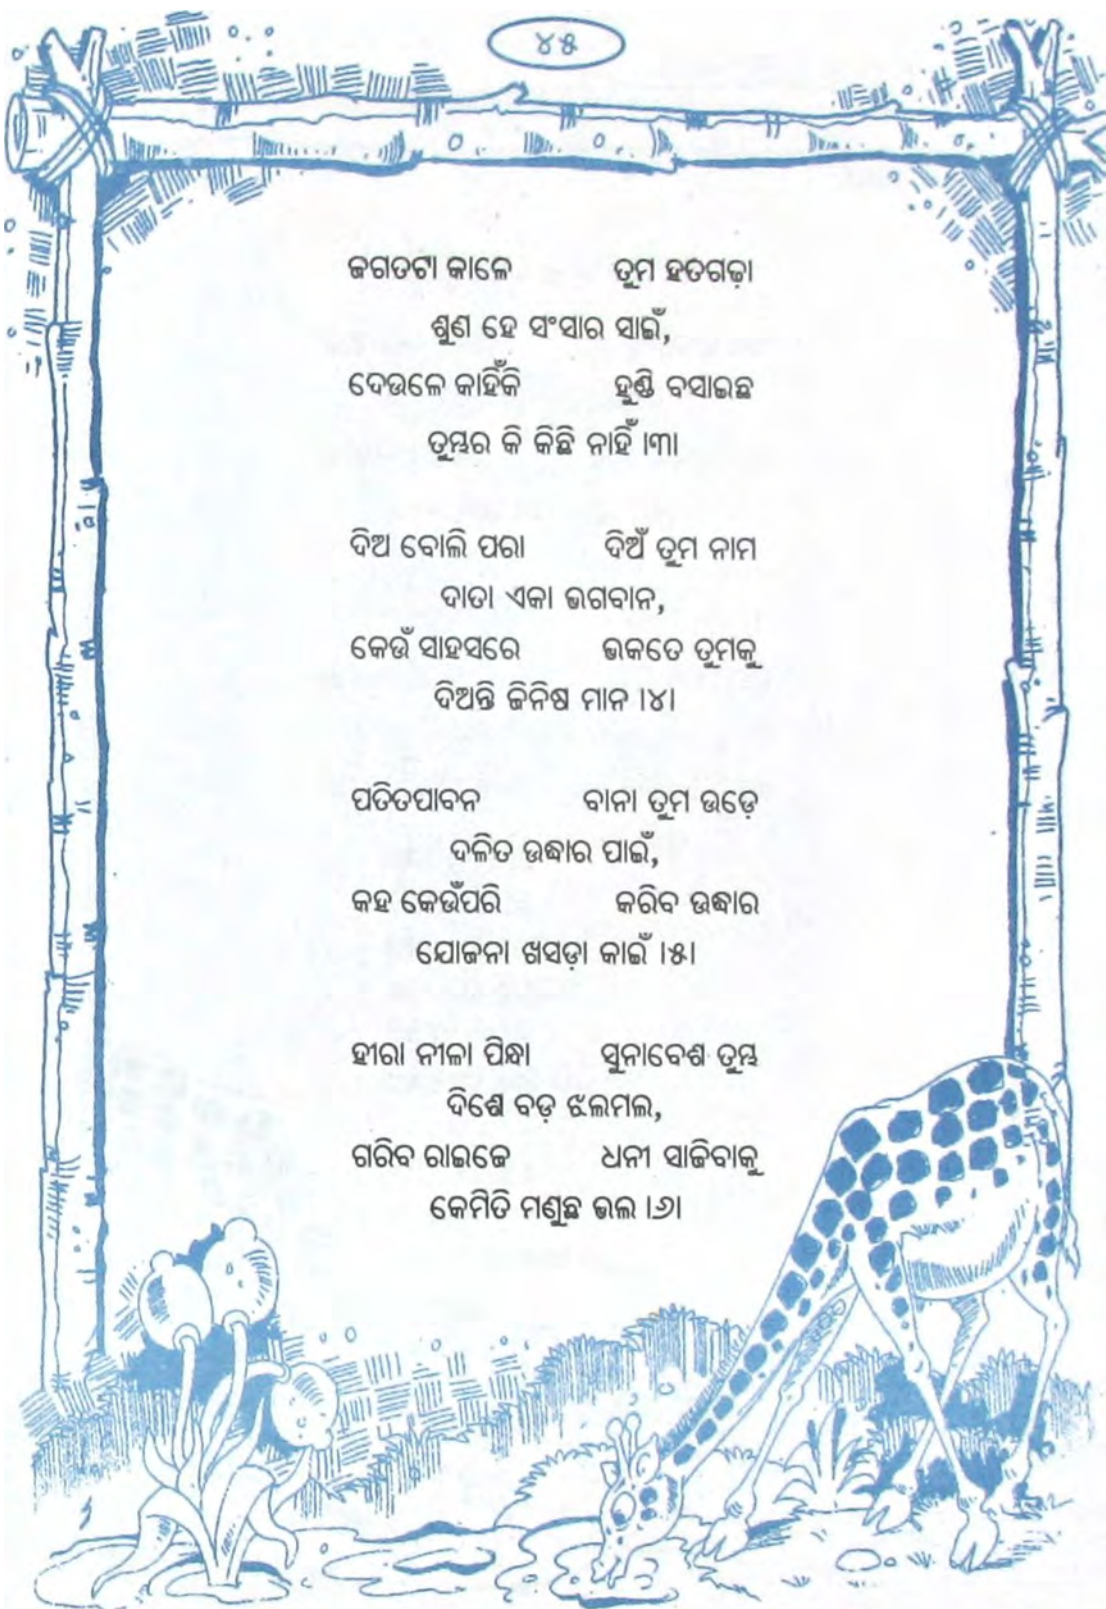 ୪୫
ଜଗତଟା କାଳେ ତୁମ ହତଗଢ଼ା
ଶୁଣ ହେ ସଂସାର ସାଇଁ,
ଦେଉଳେ କାହିଁକି ହୁଣ୍ଡି ବସାଇଛ
ତୁମ୍ଭର କି କିଛି ନାହିଁ ।୩।
ଦିଅ ବୋଲି ପରା ଦିଅଁ ତୁମ ନାମ
ଦାତା ଏକା ଭଗବାନ,
କେଉଁ ସାହସରେ ଭକତେ ତୁମକୁ
ଦିଅନ୍ତି ଜିନିଷ ମାନ ।୪।
ପତିତପାବନ ବାନା ତୁମ ଉଡ଼େ
ଦଳିତ ଉଦ୍ଧାର ପାଇଁ,
କହ କେଉଁପରି କରିବ ଉଦ୍ଧାର
ଯୋଜନା ଖସଡ଼ା କାଇଁ ।୫।
ହୀରା ନୀଳା ପିନ୍ଧା ସୁନାବେଶ ତୁମ୍ଭ
ଦିଶେ ବଡ଼ ଝଲମଲ,
ଗରିବ ରାଇଜେ ଧନୀ ସାଜିବାକୁ
କେମିତି ମଣୁଛ ଭଲ ।୬।